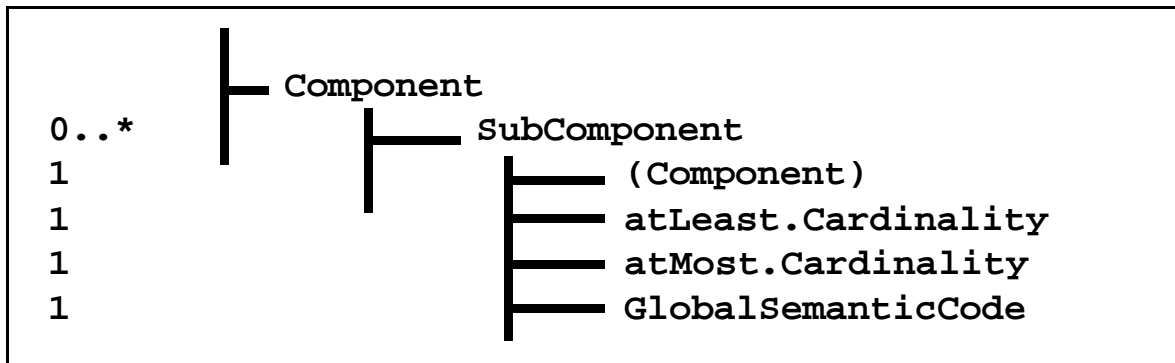 Component
0..* SubComponent
1 (Component)
1 atLeast.Cardinality
1 atMost.Cardinality
1 GlobalSemanticCode